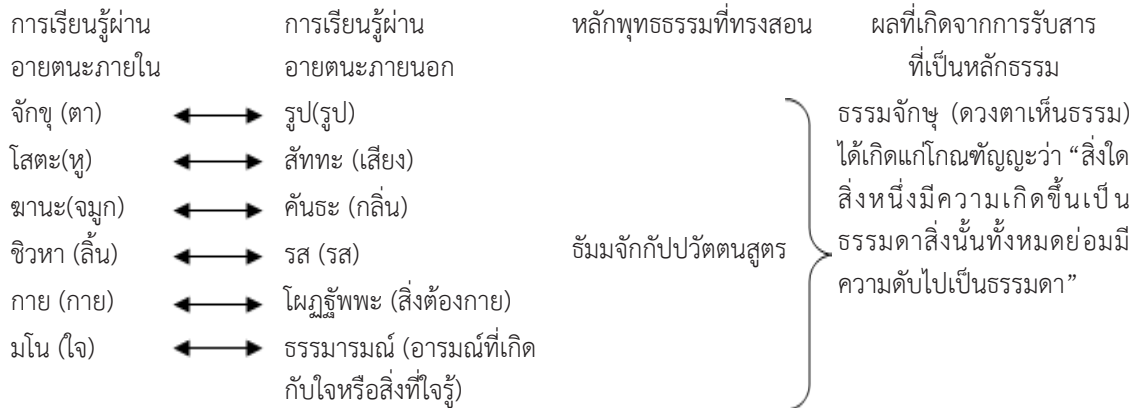 การเรียนรู้ผ่าน การเรียนรู้ผ่าน หลักพุทธธรรมที่ทรงสอน ผลที่เกิดจากการรับสาร
อายตนะภายใน อายตนะภายนอก ที่เป็นหลักธรรม
จักขุ (ตา) รูป(รูป) ธรรมจักษุ (ดวงตาเห็นธรรม)
โสตะ(หู) สัททะ (เสียง) ได้เกิดแก่โกณฑัญญะว่า “สิ่งใด
ฆานะ(จมูก) คันธะ (กลิ่น) สิ่งหนึ่งมีความเกิดขึ้นเป็น
ชิวหา (ลิ้น) รส (รส) ธัมมจักกัปปวัตตนสูตร ธรรมดาสิ่งนั้นทั้งหมดย่อมมี
กาย (กาย) โผฏฐัพพะ (สิ่งต้องกาย) ความดับไปเป็นธรรมดา”
มโน (ใจ) ธรรมารมณ์ (อารมณ์ที่เกิด
กับใจหรือสิ่งที่ใจรู้)